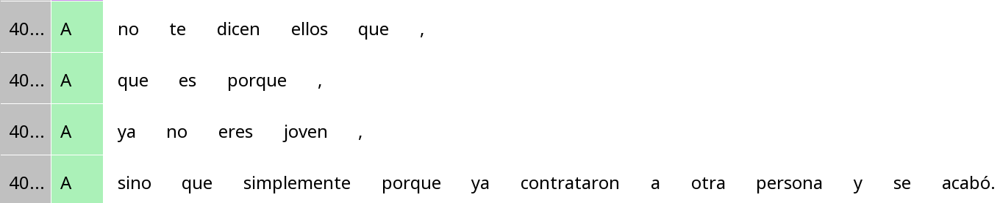 40... A no te dicen ellos que ,
40... A que es porque ,
40... A ya no eres joven ,
40... A sino que simplemente porque ya contrataron a otra persona y se acabó.